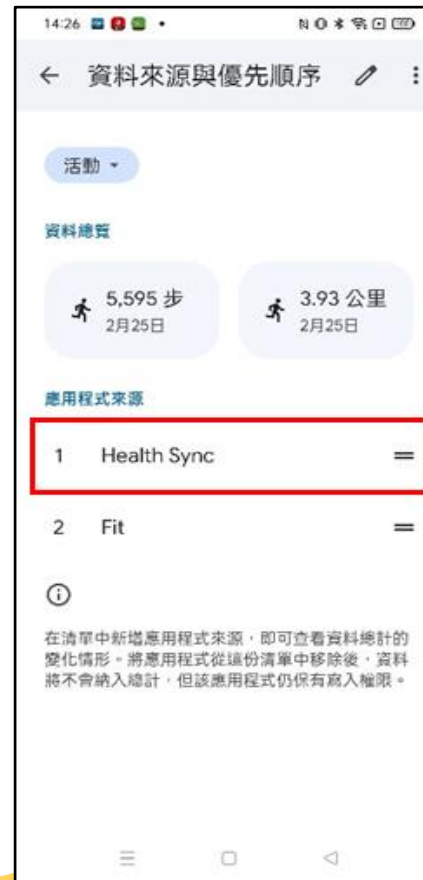 14:26
資料來源與優先順序
活動
資料總覽
5,595 步
2月25日
3.93 公里
2月25日
應用程式來源
1 Health Sync
2 Fit
在清單中新增應用程式來源，即可查看資料總計的
變化情形。將應用程式從這份清單中移除後，資料
將不會納入總計，但該應用程式仍保有寫入權限。